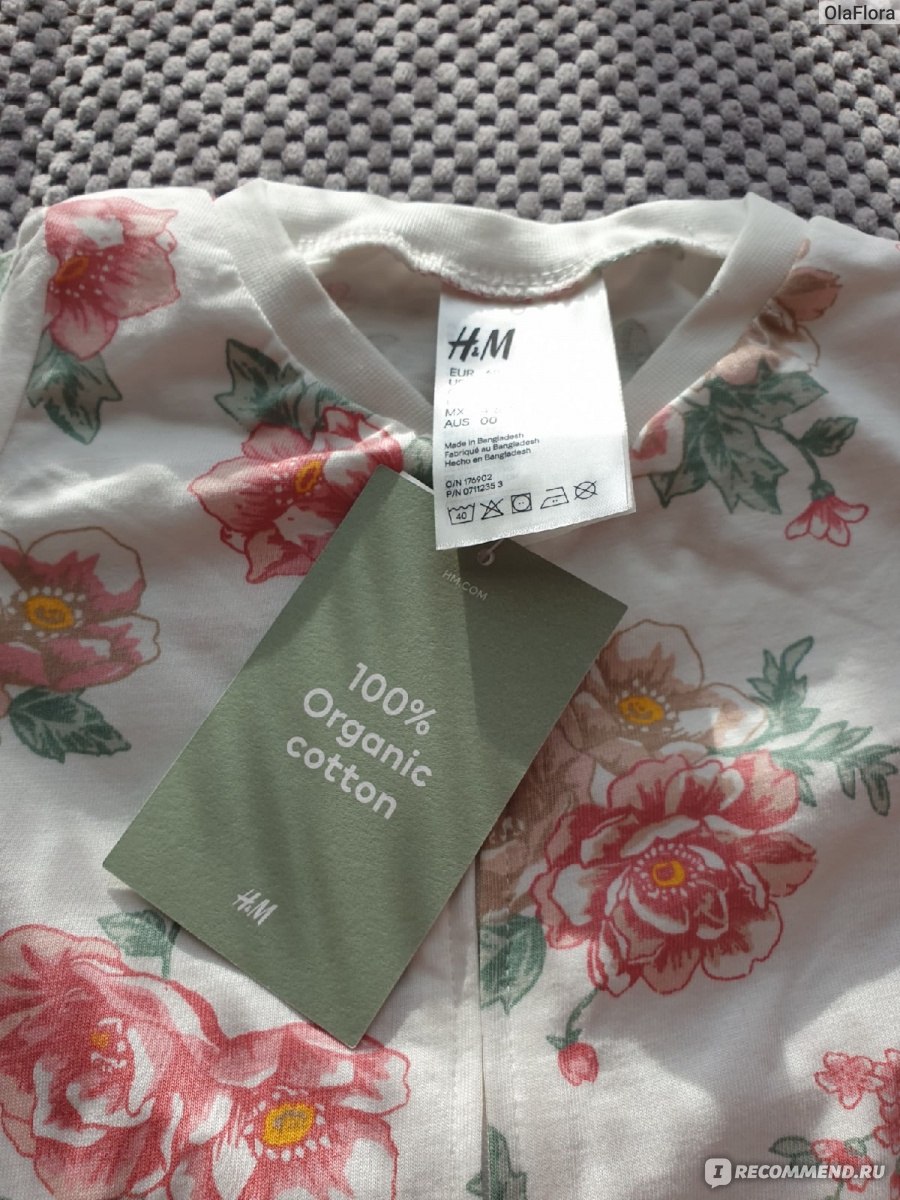 OlaFlora
H&M
EUR
MX
AUS 00
Made in Bangladesh
Fabriqué au Bangladesh
Hecho en Bangladesh
O/N 176902
P/N 0711235 3
40
HM.COM
100%
Organic
cotton
H&M
I RECOMMEND.RU